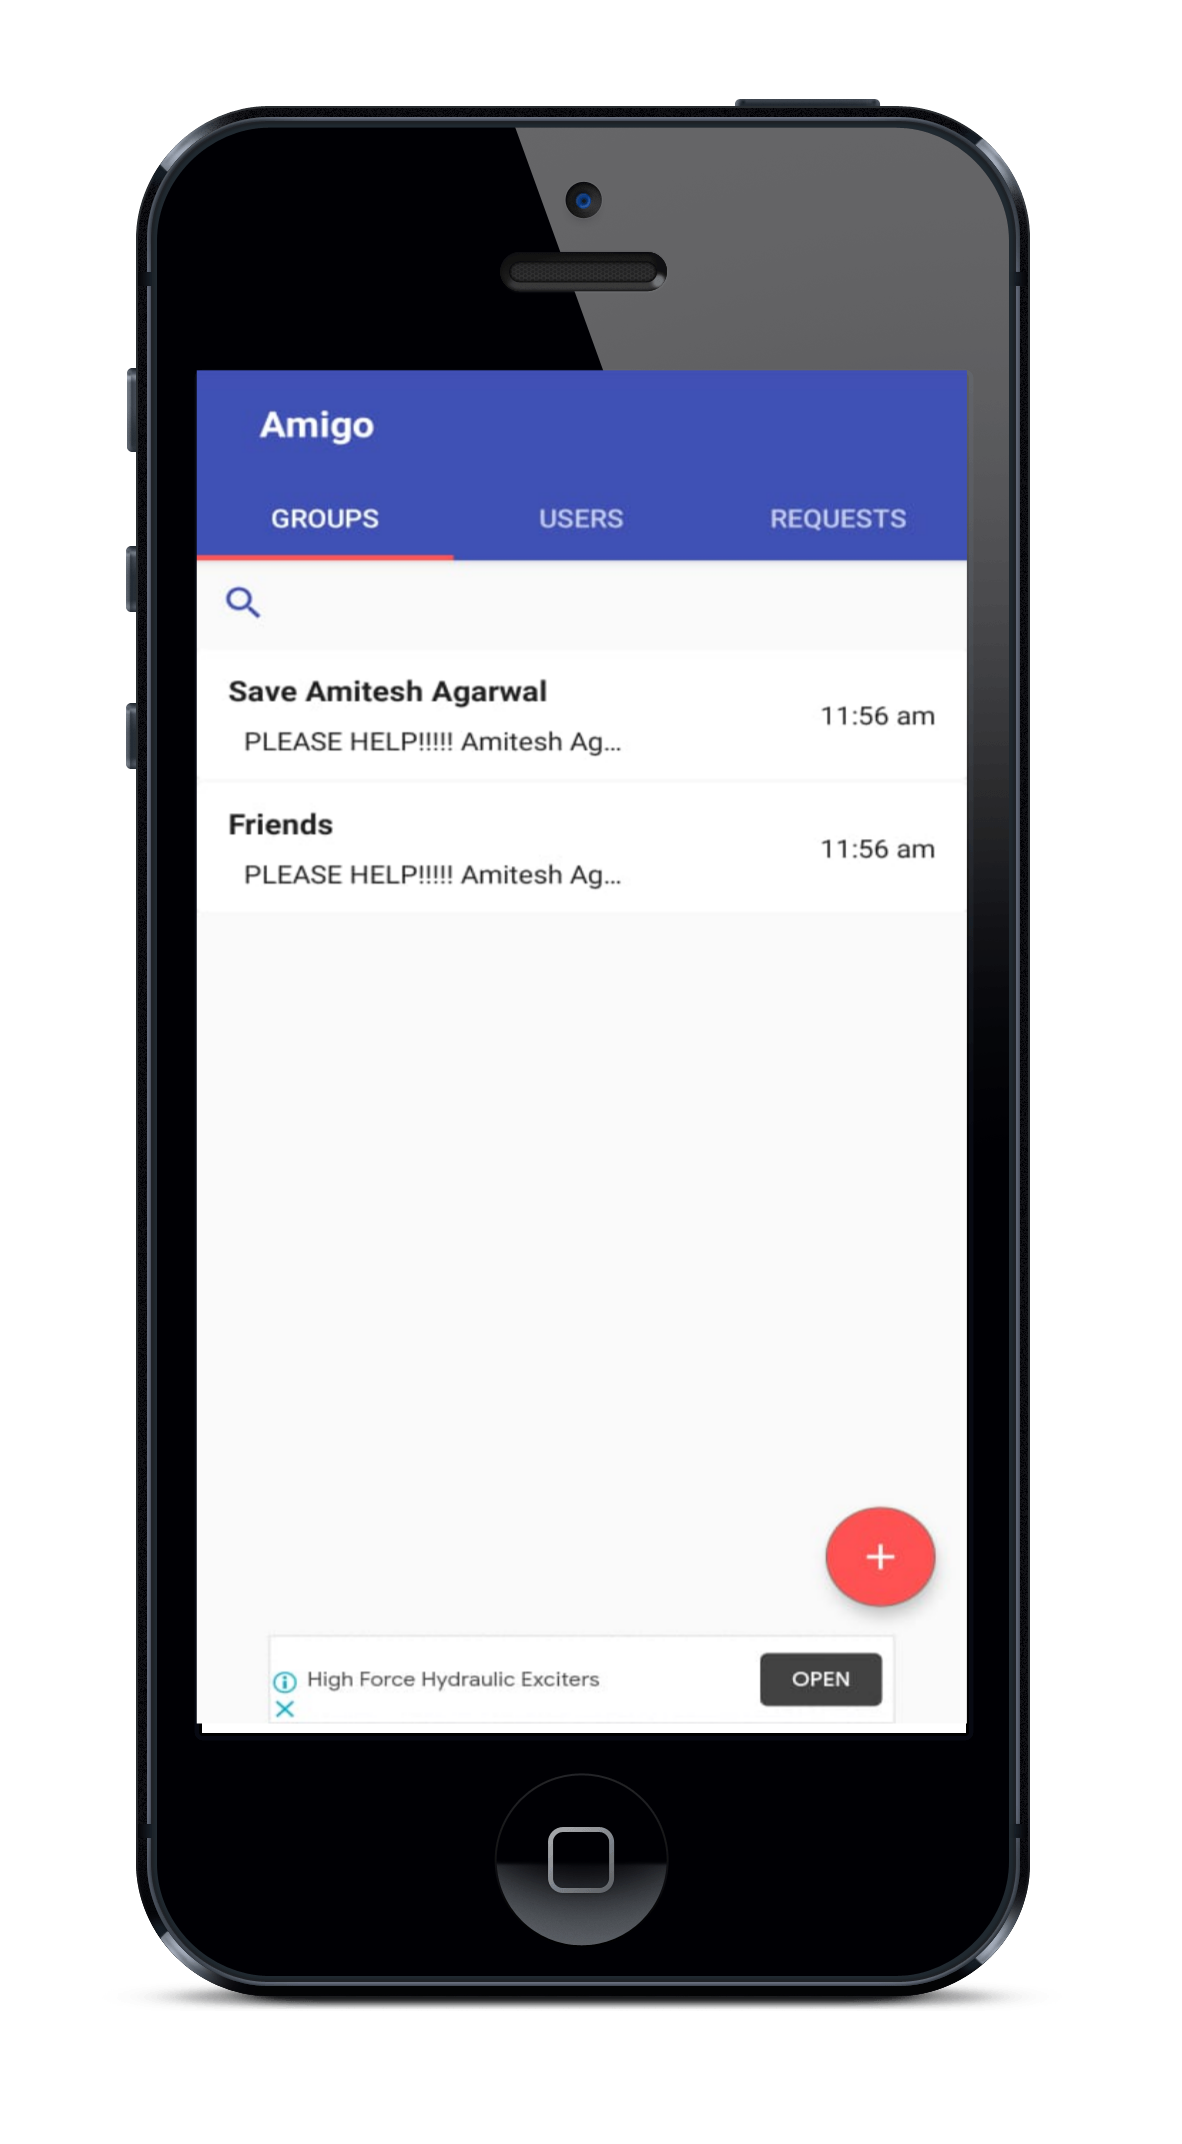 Amigo
GROUPS USERS REQUESTS
Save Amitesh Agarwal
11:56 am
PLEASE HELP!!!!! Amitesh Ag...
Friends
11:56 am
PLEASE HELP!!!!! Amitesh Ag...
High Force Hydraulic Exciters
OPEN